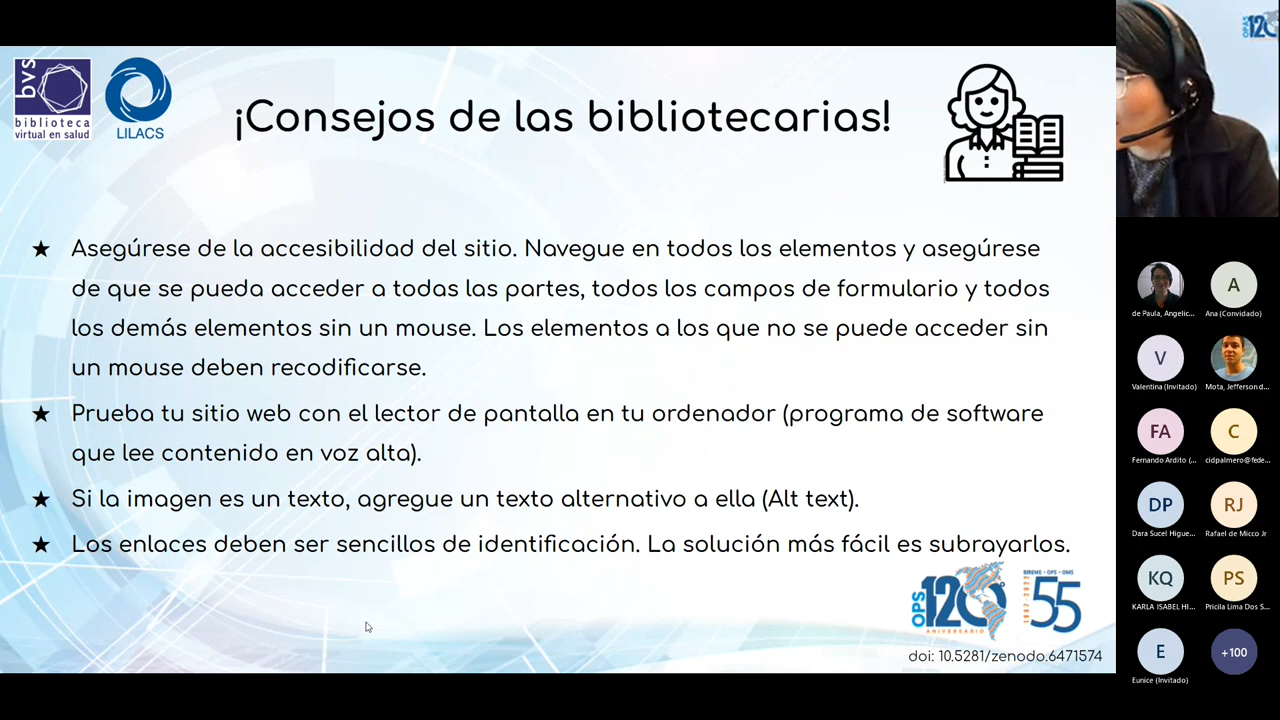 bvs
biblioteca
virtual en salud
LILACS
¡Consejos de las bibliotecarias!
★ Asegúrese de la accesibilidad del sitio. Navegue en todos los elementos y asegúrese
de que se pueda acceder a todas las partes, todos los campos de formulario y todos
los demás elementos sin un mouse. Los elementos a los que no se puede acceder sin
un mouse deben recodificarse.
★ Prueba tu sitio web con el lector de pantalla en tu ordenador (programa de software
que lee contenido en voz alta).
★ Si la imagen es un texto, agregue un texto alternativo a ella (Alt text).
★ Los enlaces deben ser sencillos de identificación. La solución más fácil es subrayarlos.
OPS 120
ANIVERSARIO
BIREME • OPS • OMS
55
doi: 10.5281/zenodo.6471574
OPAS 120
de Paula, Angelic...
A
Ana (Convidado)
V
Valentina (Invitado)
Mota, Jefferson d...
FA
Fernando Ardito (...
C
cidpalmero@fede...
DP
Dara Sucel Higue...
RJ
Rafael de Micco Jr
KQ
KARLA ISABEL HI...
PS
Pricila Lima Dos S...
E
Eunice (Invitado)
+100